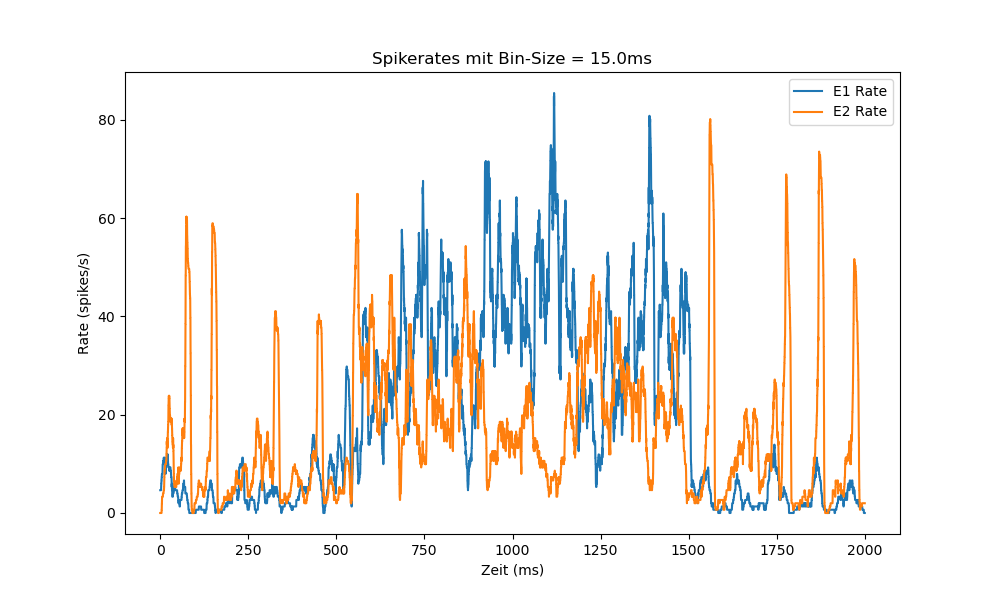 Spikerates mit Bin-Size = 15.0ms
E1 Rate
E2 Rate
80
60
40
20
0
Rate (spikes/s)
0 250 500 750 1000 1250 1500 1750 2000
Zeit (ms)